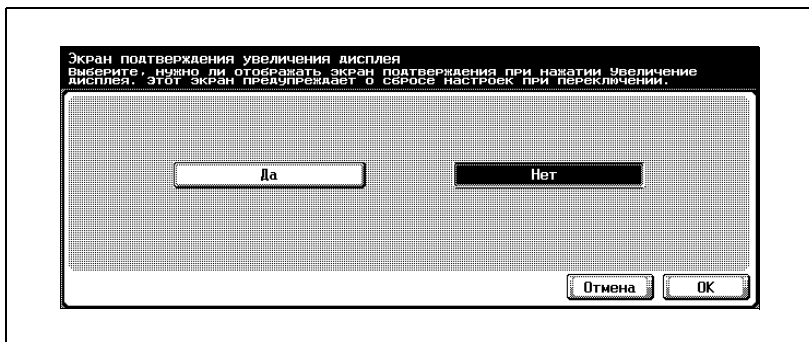 Экран подтверждения увеличения дисплея
Выберите, нужно ли отображать экран подтверждения при нажатии Увеличение
дисплея. Этот экран предупреждает о сбросе настроек при переключении.
Да
Нет
Отмена
OK